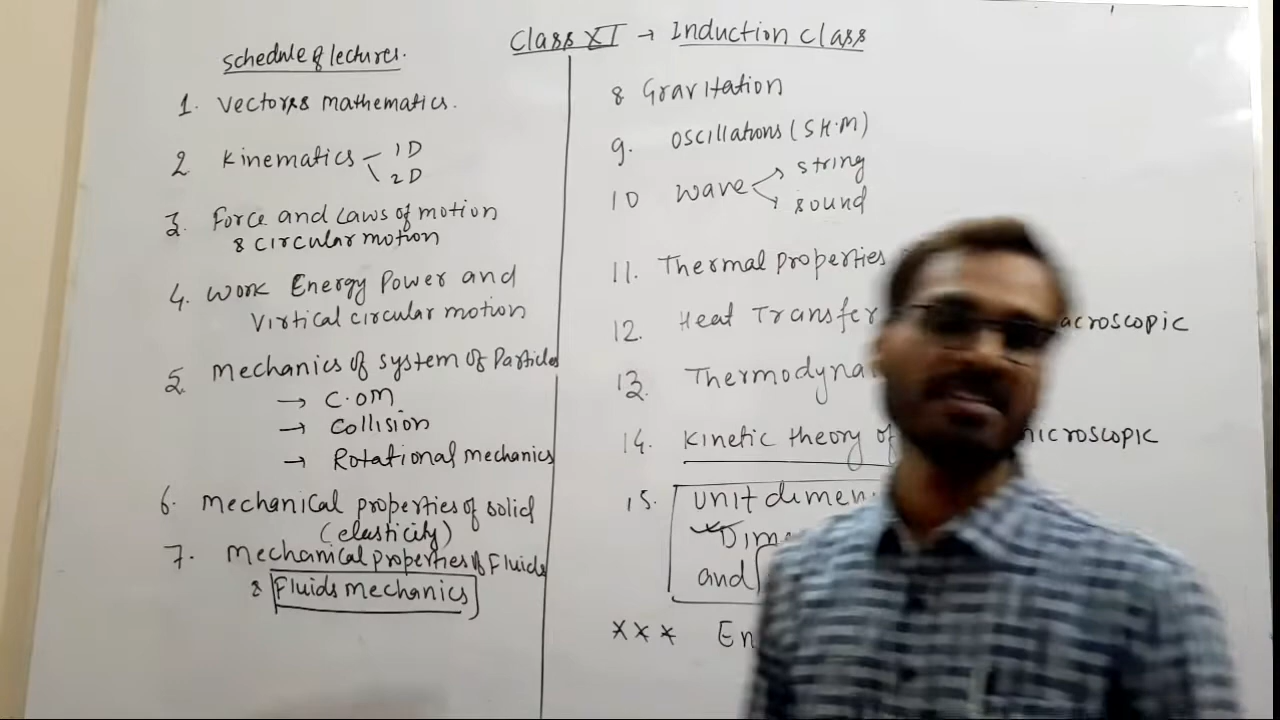 Class XI → Induction class
Schedule of lectures.
1. Vectors & mathematics.
2. Kinematics 1D
2D
3. Force and Laws of motion
& circular motion
4. Work Energy Power and
Virtical circular motion
5. Mechanics of system of Particles
→ C.OM
→ Collision
→ Rotational mechanics
6. Mechanical properties of solid
(elasticity)
7. Mechanical properties of Fluids
& Fluids mechanics
8 Gravitation
9. Oscillations (S.H.M)
10 Wave string
sound
11. Thermal properties
12. Heat Transfer acroscopic
13. Thermodyna
14. Kinetic theory of microscopic
15. Unit dimen
Dim
and
*** En